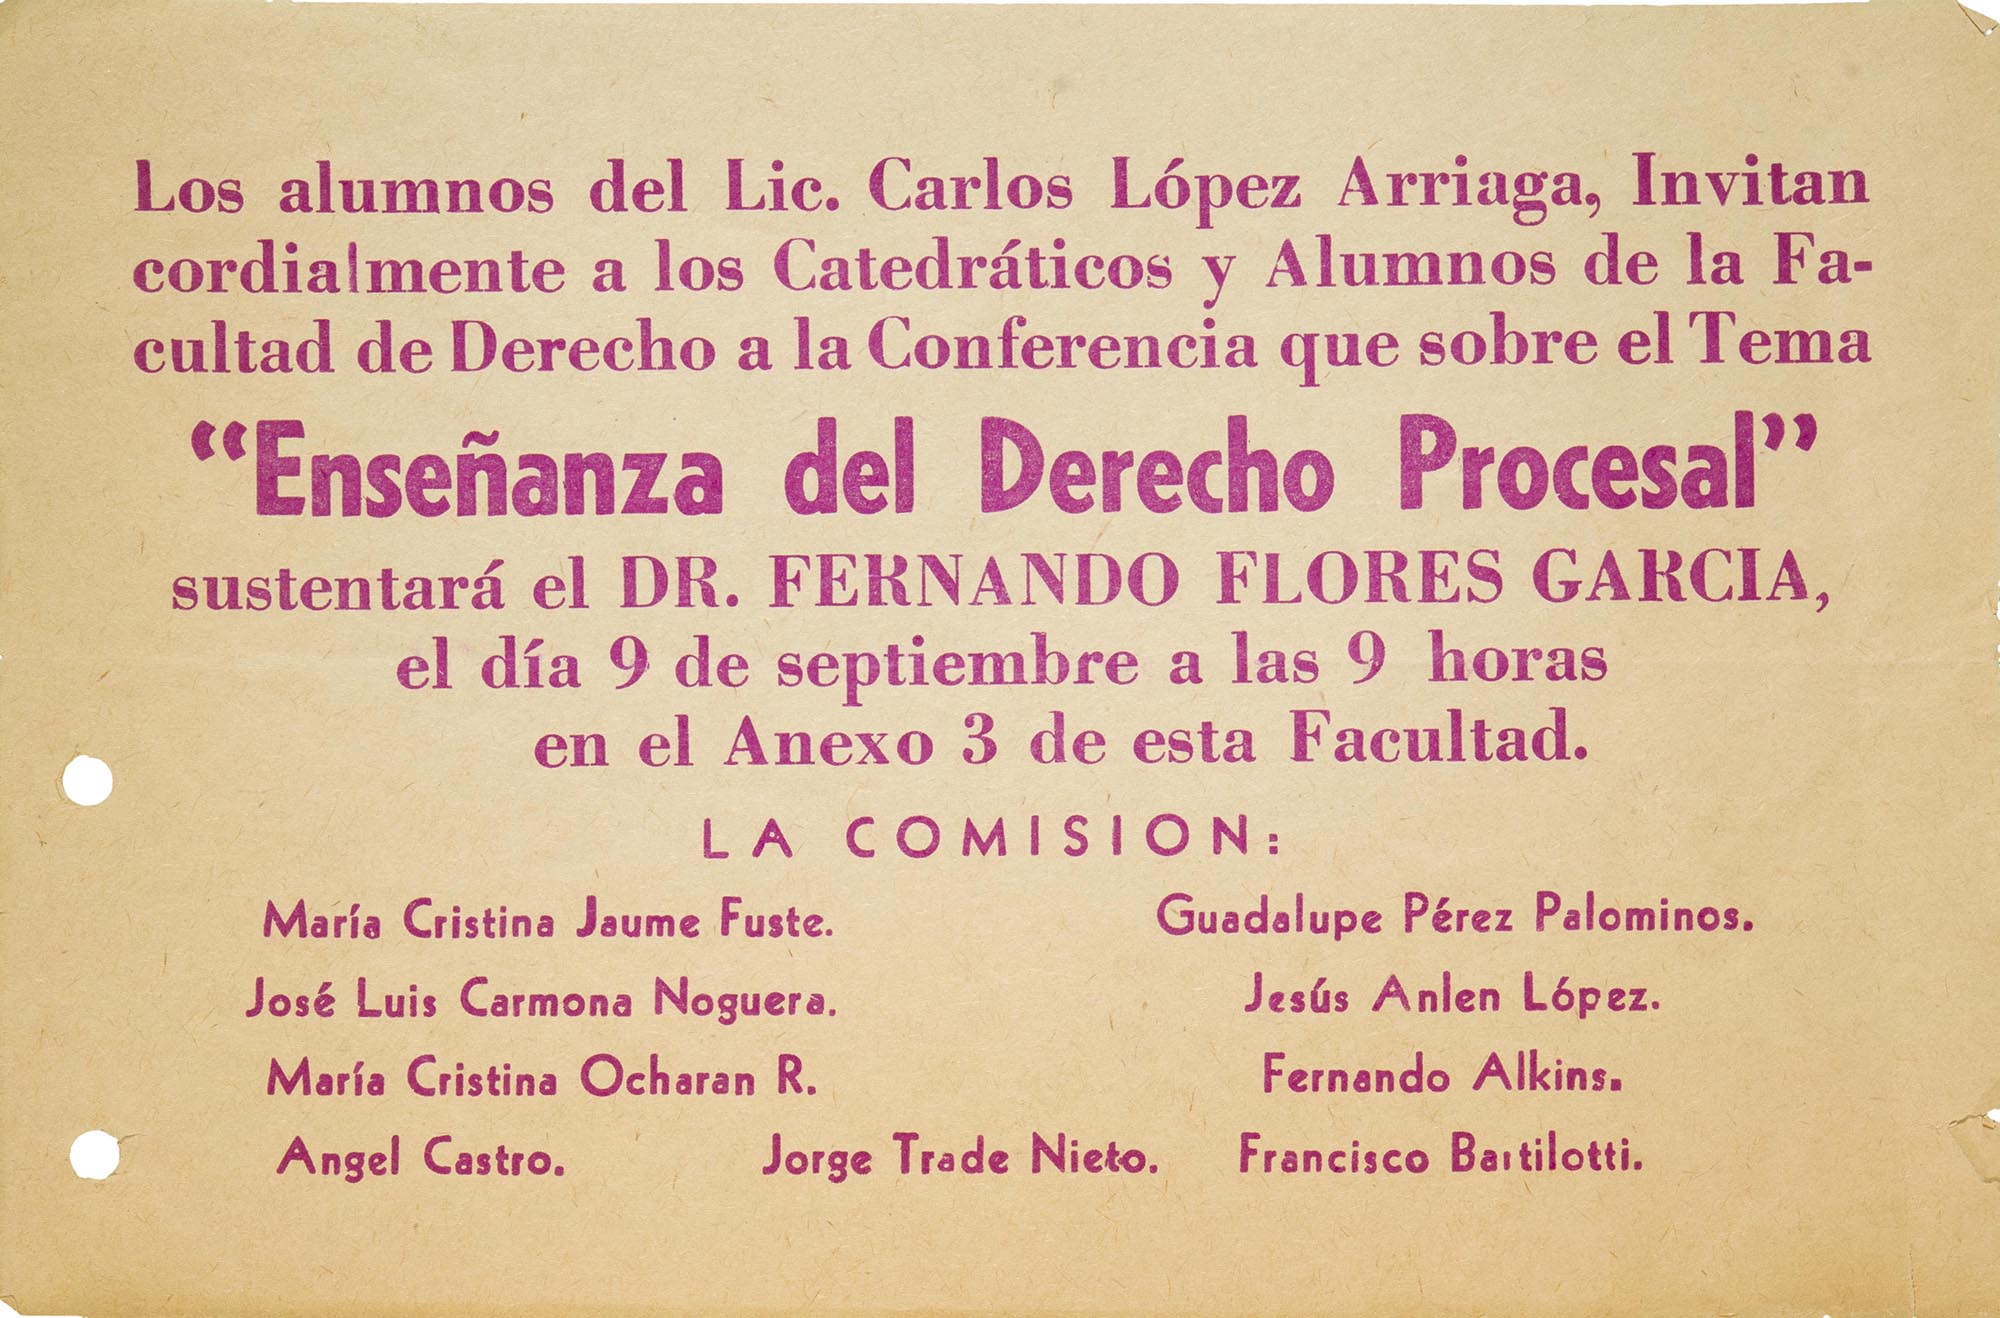 Los alumnos del Lic. Carlos López Arriaga, Invitan
cordialmente a los Catedráticos y Alumnos de la Fa-
cultad de Derecho a la Conferencia que sobre el Tema
“Enseñanza del Derecho Procesal”
sustentará el DR. FERNANDO FLORES GARCIA,
el día 9 de septiembre a las 9 horas
en el Anexo 3 de esta Facultad.
LA COMISION:
María Cristina Jaume Fuste. Guadalupe Pérez Palominos.
José Luis Carmona Noguera. Jesús Anlen López.
María Cristina Ocharan R. Fernando Alkins.
Angel Castro. Jorge Trade Nieto. Francisco Bartilotti.